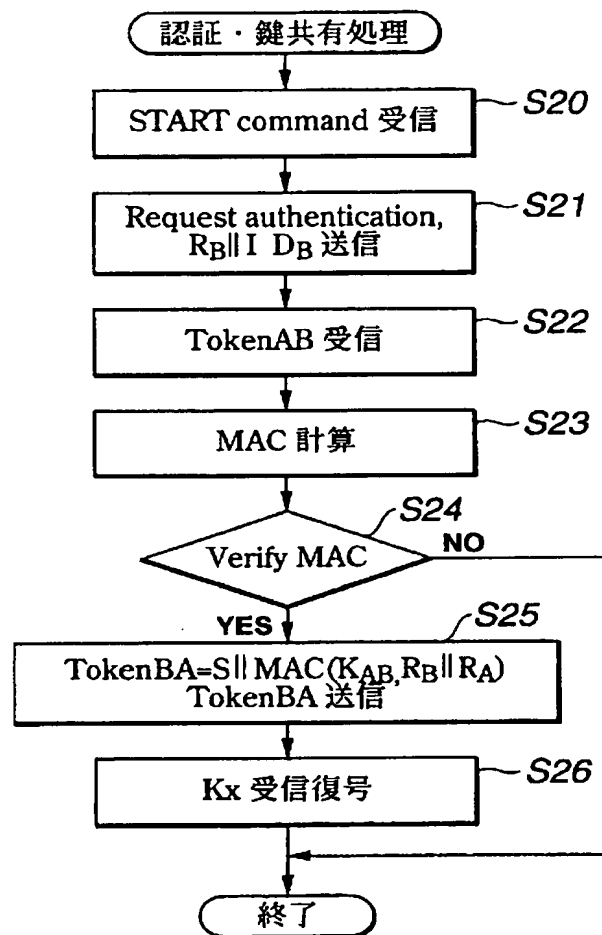 認証・鍵共有処理
START command 受信
S20
Request authentication,
RB||I DB 送信
S21
TokenAB 受信
S22
MAC 計算
S23
Verify MAC
S24
NO
YES
S25
TokenBA=S||MAC(KAB,RB||RA)
TokenBA 送信
Kx 受信復号
S26
終了